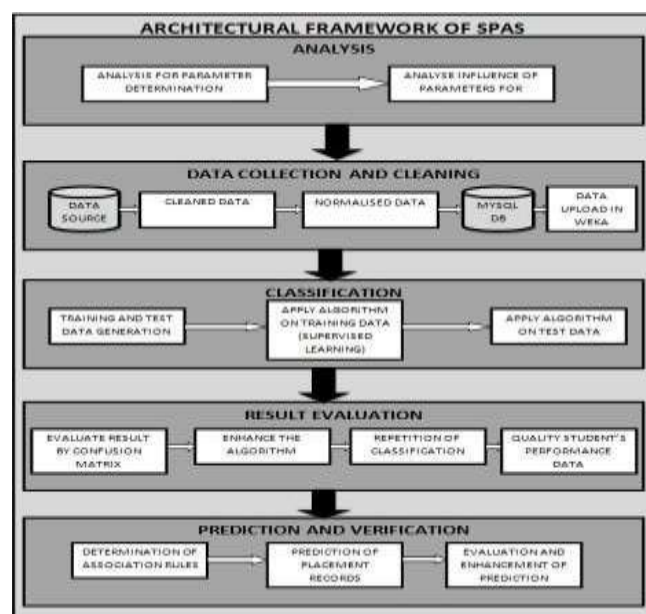 ARCHITECTURAL FRAMEWORK OF SPAS
ANALYSIS
ANALYSIS FOR PARAMETER
DETERMINATION
ANALYSE INFLUENCE OF
PARAMETERS FOR
DATA COLLECTION AND CLEANING
DATA
SOURCE
CLEANED DATA
NORMALISED DATA
MYSQL
DB
DATA
UPLOAD IN
WEKA
CLASSIFICATION
TRAINING AND TEST
DATA GENERATION
APPLY ALGORITHM
ON TRAINING DATA
(SUPERVISED
LEARNING)
APPLY ALGORITHM
ON TEST DATA
RESULT EVALUATION
EVALUATE RESULT
BY CONFUSION
MATRIX
ENHANCE THE
ALGORITHM
REPETITION OF
CLASSIFICATION
QUALITY STUDENT'S
PERFORMANCE
DATA
PREDICTION AND VERIFICATION
DETERMINATION OF
ASSOCIATION RULES
PREDICTION OF
PLACEMENT
RECORDS
EVALUATION AND
ENHANCEMENT OF
PREDICTION